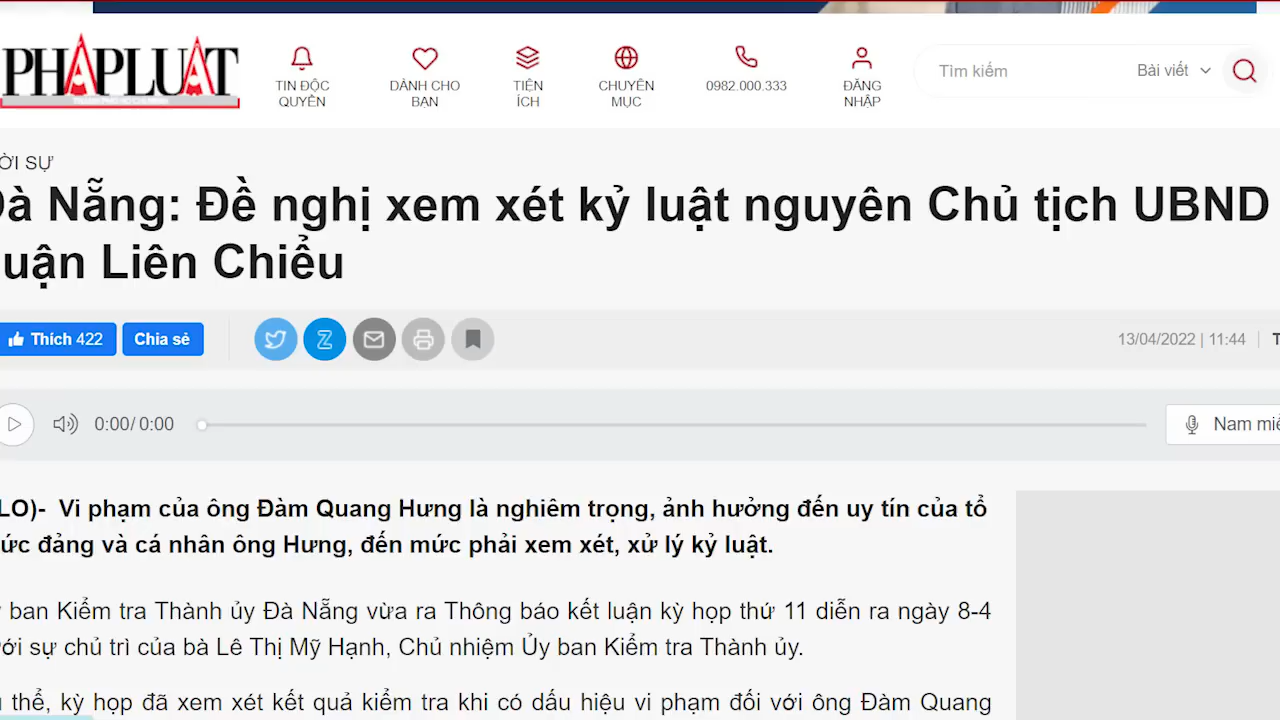 PHÁPLUẬT
TIN ĐỘC QUYỀN
DÀNH CHO BẠN
TIỆN ÍCH
CHUYÊN MỤC
0982.000.333
ĐĂNG NHẬP
Tìm kiếm
Bài viết
ỜI SỰ
Đà Nẵng: Đề nghị xem xét kỷ luật nguyên Chủ tịch UBND
uận Liên Chiểu
Thích 422
Chia sẻ
13/04/2022 | 11:44
0:00/ 0:00
Nam miề
LO)- Vi phạm của ông Đàm Quang Hưng là nghiêm trọng, ảnh hưởng đến uy tín của tổ
ức đảng và cá nhân ông Hưng, đến mức phải xem xét, xử lý kỷ luật.
ban Kiểm tra Thành ủy Đà Nẵng vừa ra Thông báo kết luận kỳ họp thứ 11 diễn ra ngày 8-4
ới sự chủ trì của bà Lê Thị Mỹ Hạnh, Chủ nhiệm Ủy ban Kiểm tra Thành ủy.
thể, kỳ họp đã xem xét kết quả kiểm tra khi có dấu hiệu vi phạm đối với ông Đàm Quang